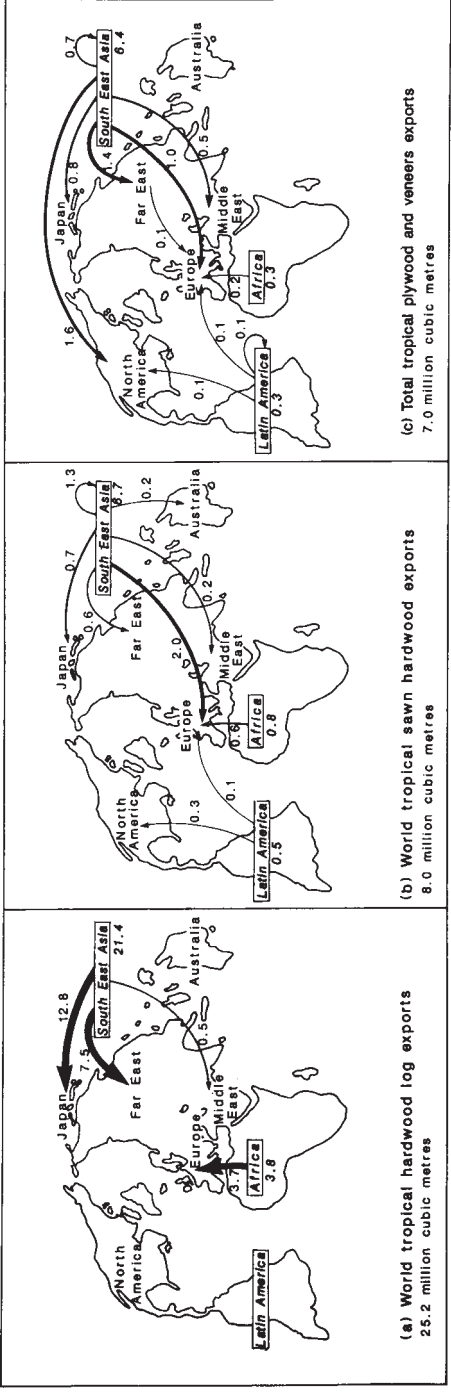 North
America
Latin America
Japan
12.8
7.5
South East Asia
21.4
Far East
Europe
Middle
East
0.5
Australia
3.7
Africa
3.8
(a) World tropical hardwood log exports
25.2 million cubic metres
North
America
0.3
0.1
Latin America
0.5
Japan
0.7
0.6
South East Asia
6.7
1.3
0.2
Far East
2.0
Europe
Middle
East
0.2
Australia
0.6
Africa
0.8
(b) World tropical sawn hardwood exports
8.0 million cubic metres
1.6
North
America
0.1
0.1
0.1
Latin America
0.3
Japan
0.8
1.4
South East Asia
6.4
0.7
Far East
0.1
1.0
Europe
Middle
East
0.5
Australia
0.2
Africa
0.3
(c) Total tropical plywood and veneers exports
7.0 million cubic metres